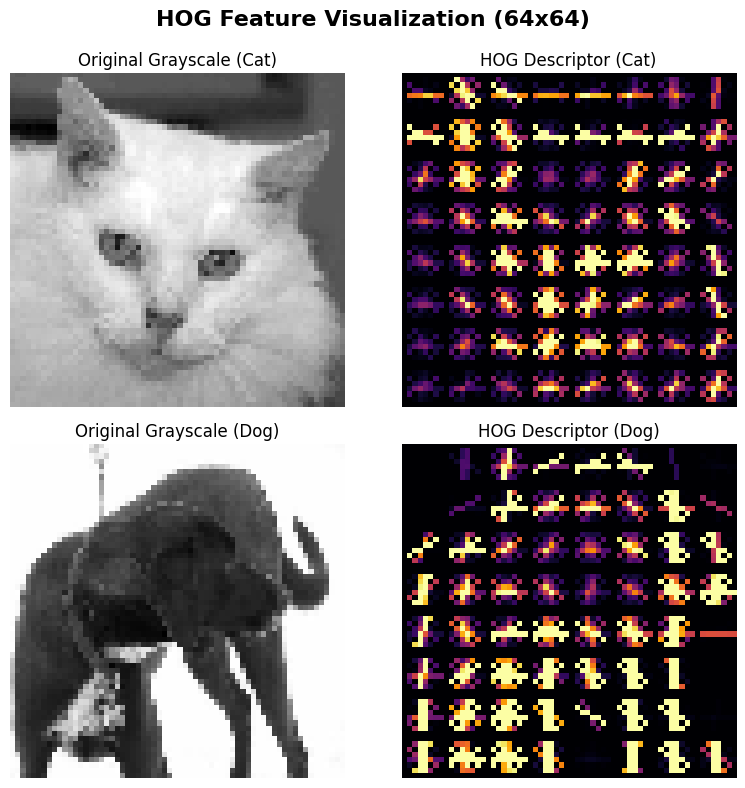 HOG Feature Visualization (64x64)
Original Grayscale (Cat)
HOG Descriptor (Cat)
Original Grayscale (Dog)
HOG Descriptor (Dog)